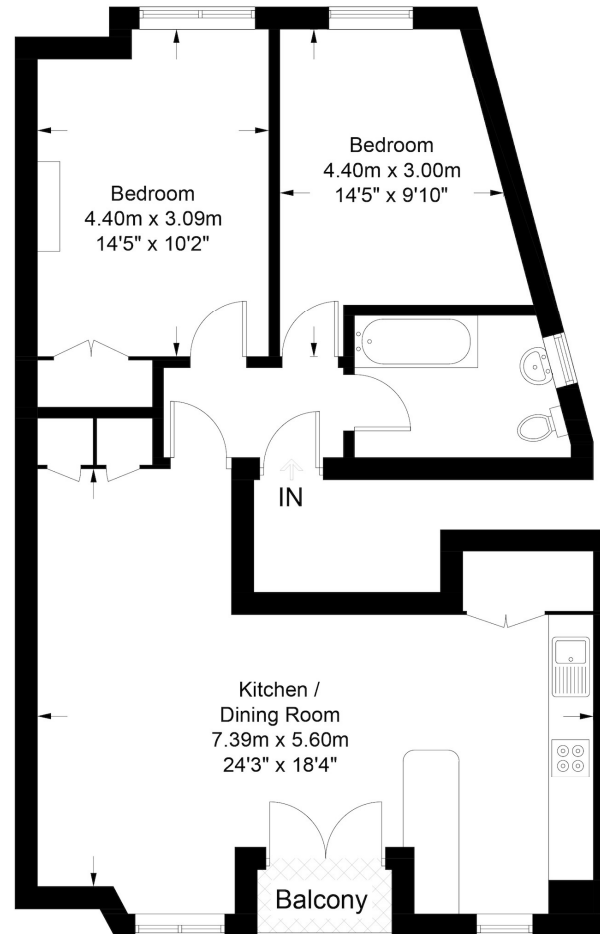 Bedroom
4.40m x 3.09m
14'5" x 10'2"
Bedroom
4.40m x 3.00m
14'5" x 9'10"
IN
Kitchen /
Dining Room
7.39m x 5.60m
24'3" x 18'4"
Balcony